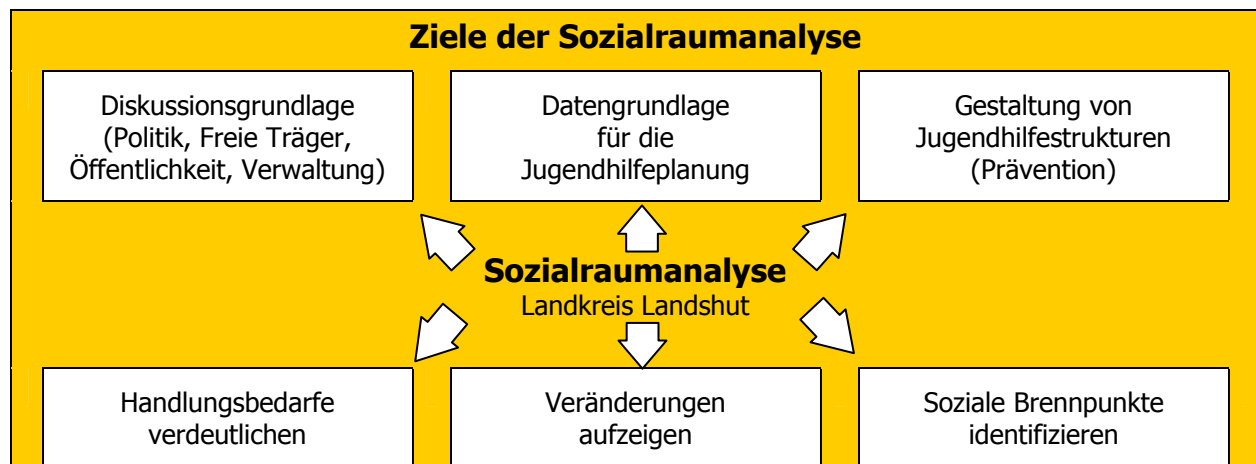 Ziele der Sozialraumanalyse
Diskussionsgrundlage
(Politik, Freie Träger,
Öffentlichkeit, Verwaltung)
Datengrundlage
für die
Jugendhilfeplanung
Gestaltung von
Jugendhilfestrukturen
(Prävention)
Sozialraumanalyse
Landkreis Landshut
Handlungsbedarfe
verdeutlichen
Veränderungen
aufzeigen
Soziale Brennpunkte
identifizieren